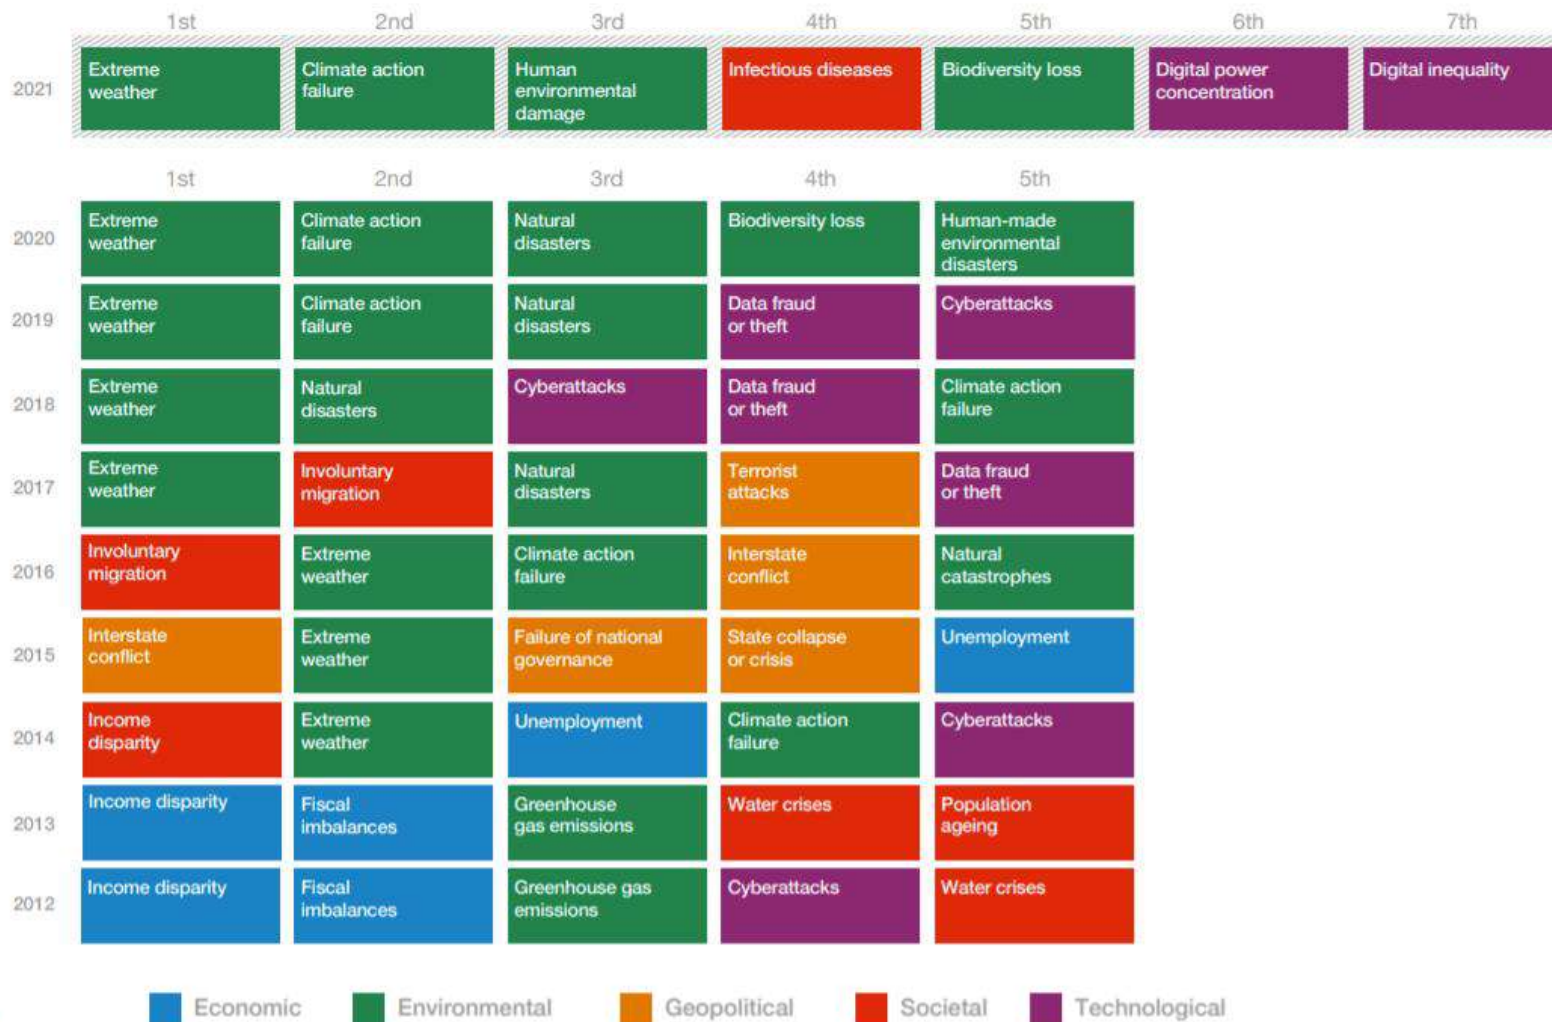 1st 2nd 3rd 4th 5th 6th 7th
2021
Extreme
weather
Climate action
failure
Human
environmental
damage
Infectious diseases
Biodiversity loss
Digital power
concentration
Digital inequality
1st 2nd 3rd 4th 5th
2020
Extreme
weather
Climate action
failure
Natural
disasters
Biodiversity loss
Human-made
environmental
disasters
2019
Extreme
weather
Climate action
failure
Natural
disasters
Data fraud
or theft
Cyberattacks
2018
Extreme
weather
Natural
disasters
Cyberattacks
Data fraud
or theft
Climate action
failure
2017
Extreme
weather
Involuntary
migration
Natural
disasters
Terrorist
attacks
Data fraud
or theft
2016
Involuntary
migration
Extreme
weather
Climate action
failure
Interstate
conflict
Natural
catastrophes
2015
Interstate
conflict
Extreme
weather
Failure of national
governance
State collapse
or crisis
Unemployment
2014
Income
disparity
Extreme
weather
Unemployment
Climate action
failure
Cyberattacks
2013
Income disparity
Fiscal
imbalances
Greenhouse
gas emissions
Water crises
Population
ageing
2012
Income disparity
Fiscal
imbalances
Greenhouse gas
emissions
Cyberattacks
Water crises
Economic Environmental Geopolitical Societal Technological